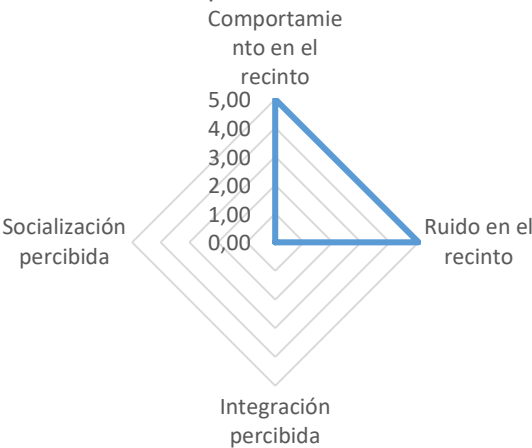 Comportamie
nto en el
recinto
5,00
4,00
3,00
2,00
1,00
0,00
Socialización
percibida
Ruido en el
recinto
Integración
percibida